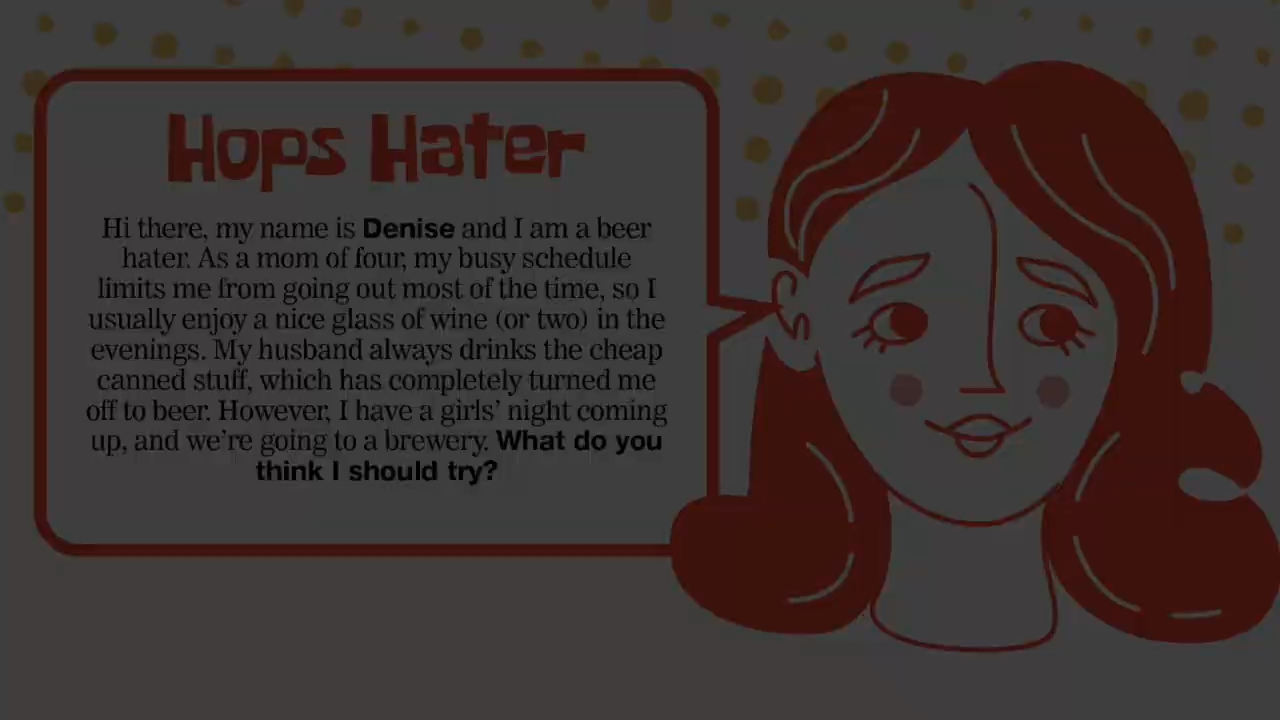 Hops Hater
Hi there, my name is Denise and I am a beer
hater. As a mom of four, my busy schedule
limits me from going out most of the time, so I
usually enjoy a nice glass of wine (or two) in the
evenings. My husband always drinks the cheap
canned stuff, which has completely turned me
off to beer. However, I have a girls’ night coming
up, and we’re going to a brewery. What do you
think I should try?